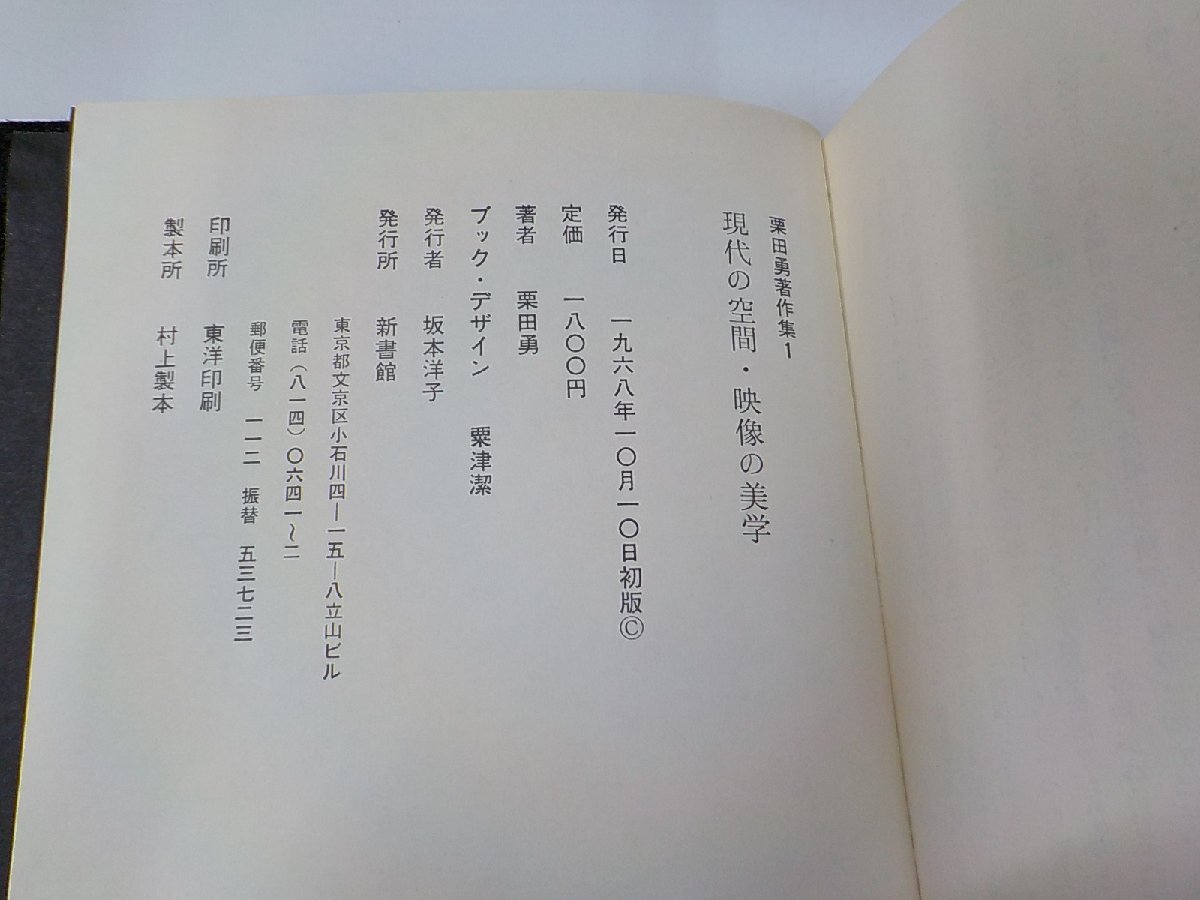 栗田勇著作集1
現代の空間・映像の美学
発行日 一九六八年一〇月一〇日初版©
定価 一八〇〇円
著者 栗田勇
ブック・デザイン 粟津潔
発行者 坂本洋子
発行所 新書館
東京都文京区小石川四—一五—八立山ビル
電話（八一四）〇六四一〜二
郵便番号 一一二 振替 五三七二三
印刷所 東洋印刷
製本所 村上製本